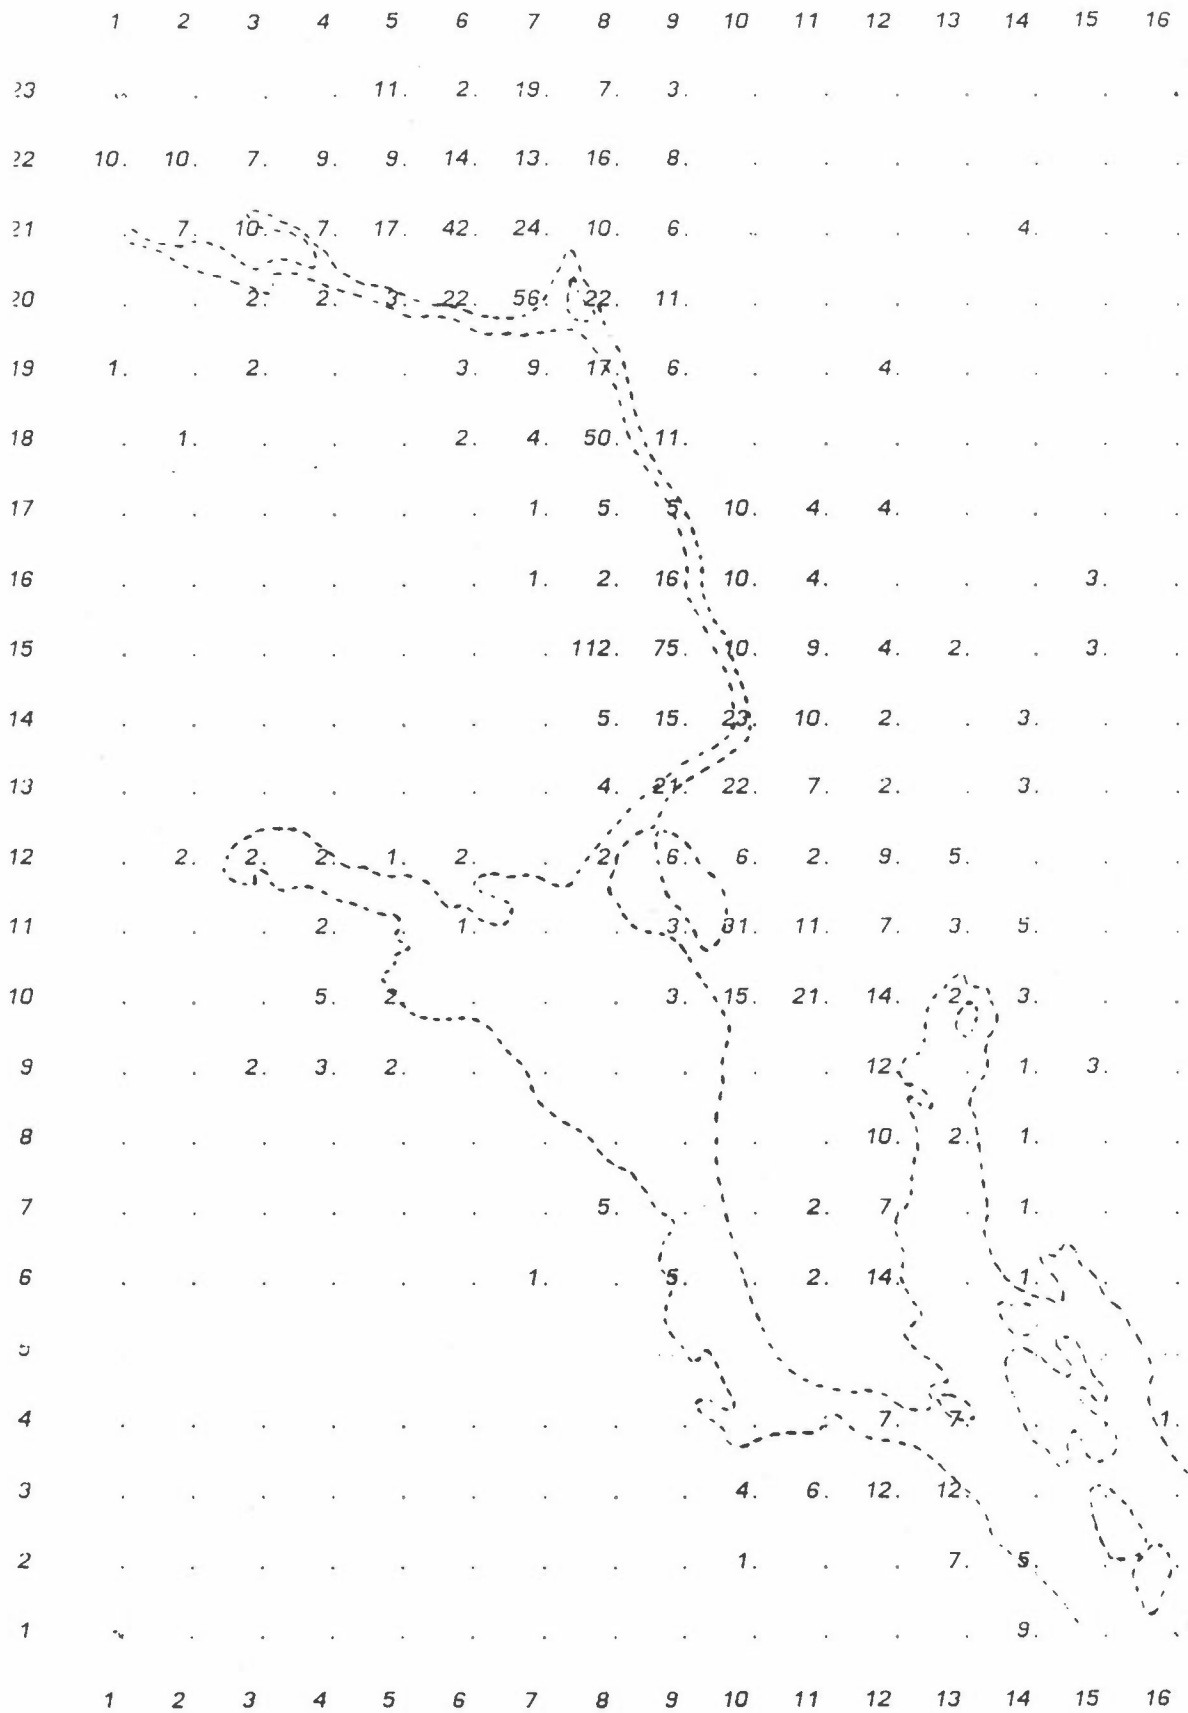 1 2 3 4 5 6 7 8 9 10 11 12 13 14 15 16
23 . . . . 11. 2. 19. 7. 3. . . . . . . .
22 10. 10. 7. 9. 9. 14. 13. 16. 8. . . . . . . .
21 . 7. 10. 7. 17. 42. 24. 10. 6. . . . . 4. . .
20 . . 2. 2. 3. 22. 56. 22. 11. . . . . . . .
19 1. . 2. . . 3. 9. 17. 6. . . 4. . . . .
18 . 1. . . . 2. 4. 50. 11. . . . . . . .
17 . . . . . . 1. 5. 5. 10. 4. 4. . . . .
16 . . . . . . 1. 2. 16. 10. 4. . . . 3. .
15 . . . . . . . 112. 75. 10. 9. 4. 2. . 3. .
14 . . . . . . . 5. 15. 23. 10. 2. . 3. . .
13 . . . . . . . 4. 21. 22. 7. 2. . 3. . .
12 . 2. 2. 2. 1. 2. . 2. 6. 6. 2. 9. 5. . . .
11 . . . 2. . 1. . . 3. 31. 11. 7. 3. 5. . .
10 . . . 5. 2. . . . 3. 15. 21. 14. 2. 3. . .
9 . . 2. 3. 2. . . . . . . 12. . 1. 3. .
8 . . . . . . . . . . . 10. 2. 1. . .
7 . . . . . . . 5. . . 2. 7. . 1. . .
6 . . . . . . 1. . 5. . 2. 14. . 1. . .
5
4 . . . . . . . . . . . 7. 7. . . 1.
3 . . . . . . . . . 4. 6. 12. 12. . . .
2 . . . . . . . . . 1. . . 7. 5. . .
1 . . . . . . . . . . . . . 9. . .
1 2 3 4 5 6 7 8 9 10 11 12 13 14 15 16